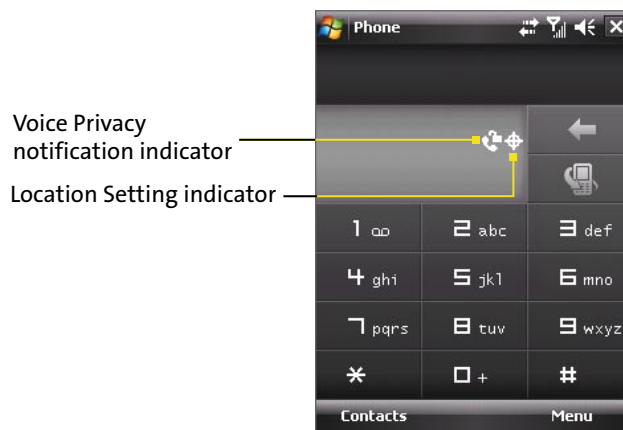 Phone
Voice Privacy
notification indicator
Location Setting indicator
1
2 abc
3 def
4 ghi
5 jkl
6 mno
7 pqrs
8 tuv
9 wxyz
*
0 +
#
Contacts
Menu